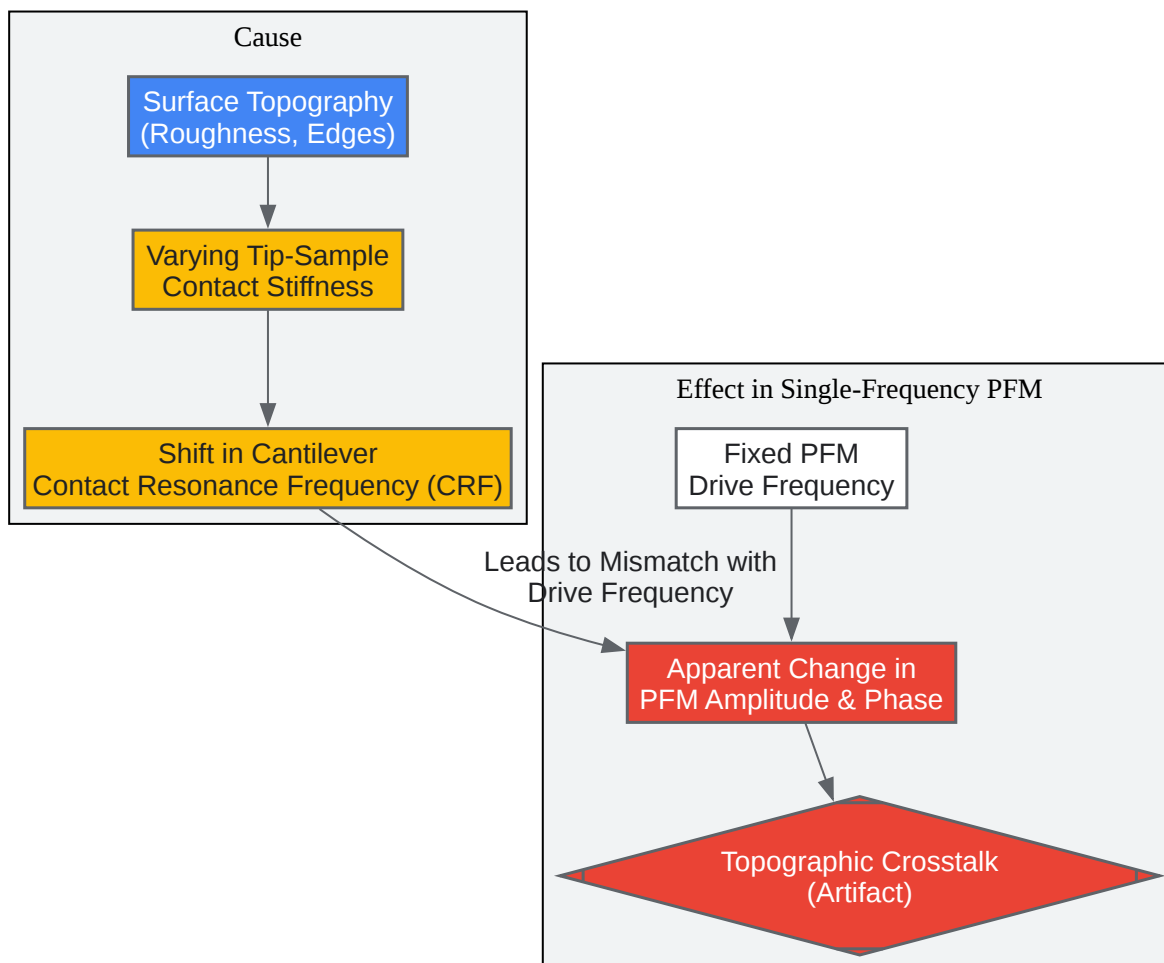 Cause
Surface Topography
(Roughness, Edges)
Varying Tip-Sample
Contact Stiffness
Shift in Cantilever
Contact Resonance Frequency (CRF)
Effect in Single-Frequency PFM
Fixed PFM
Drive Frequency
Leads to Mismatch with
Drive Frequency
Apparent Change in
PFM Amplitude & Phase
Topographic Crosstalk
(Artifact)